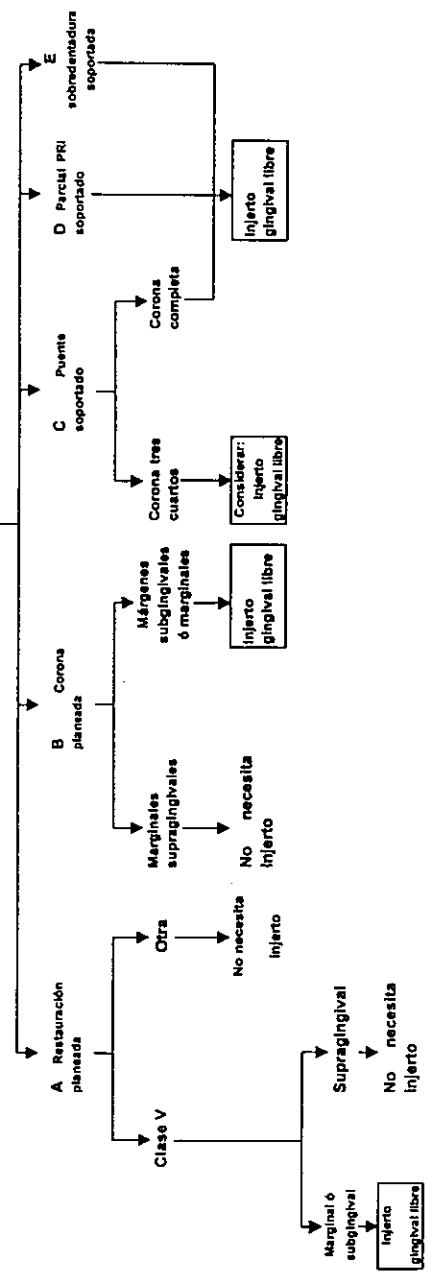 A Restauración
planeada
Clase V
Marginal ó
subgingival
Injerto
gingival libre
Supragingival
No necesita
injerto
Otra
No necesita
injerto
B Corona
planeada
Marginales
supragingivales
No necesita
injerto
Márgenes
subgingivales
ó marginales
Injerto
gingival libre
C Puente
soportado
Corona tres
cuartos
Considerar:
Injerto
gingival libre
Corona
completa
D Parcial PRI
soportado
E
sobredentadura
soportada
Injerto
gingival libre